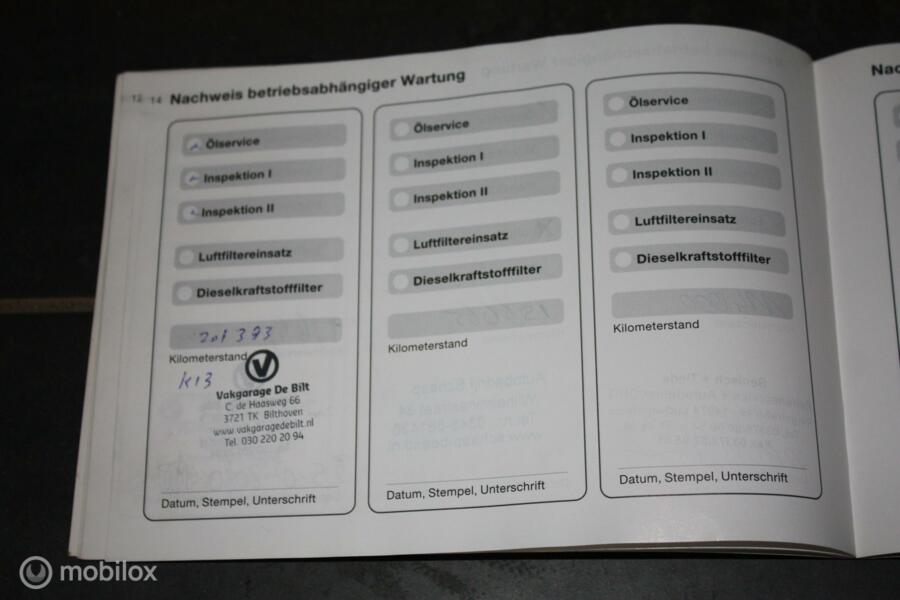 12 14 Nachweis betriebsabhängiger Wartung
Ölservice
Inspektion I
Inspektion II
Luftfiltereinsatz
Dieselkraftstofffilter
201 393
Kilometerstand
K13
Vakgarage De Bilt
C. de Haasweg 66
3721 TK Bilthoven
www.vakgaragedebilt.nl
Tel. 030 220 20 94
Datum, Stempel, Unterschrift
Ölservice
Inspektion I
Inspektion II
Luftfiltereinsatz
Dieselkraftstofffilter
Kilometerstand
Datum, Stempel, Unterschrift
Ölservice
Inspektion I
Inspektion II
Luftfiltereinsatz
Dieselkraftstofffilter
Kilometerstand
Datum, Stempel, Unterschrift
Nac
mobilox